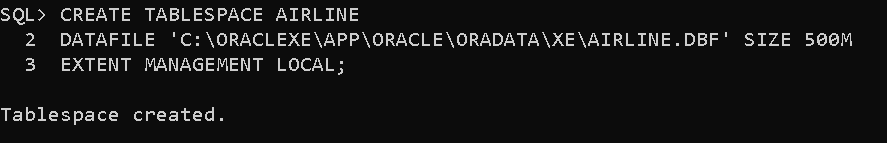 SQL> CREATE TABLESPACE AIRLINE
  2  DATAFILE 'C:\ORACLEXE\APP\ORACLE\ORADATA\XE\AIRLINE.DBF' SIZE 500M
  3  EXTENT MANAGEMENT LOCAL;
Tablespace created.